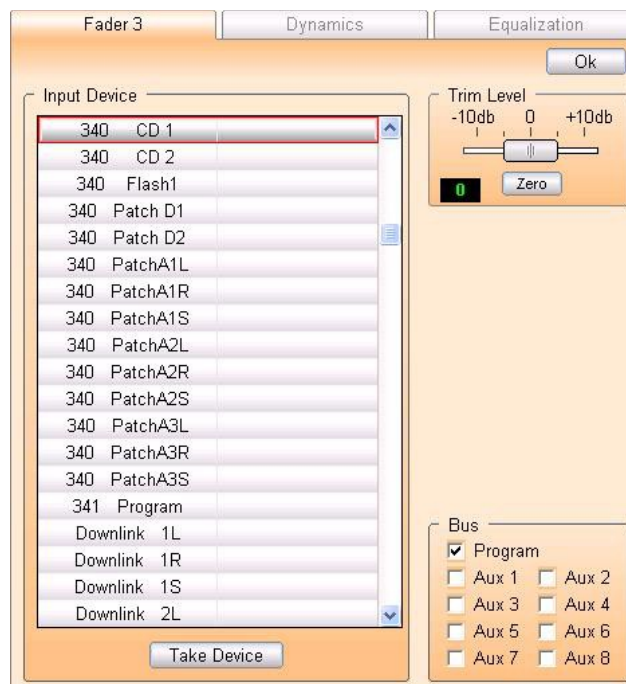 Fader 3
Dynamics
Equalization
Ok
Input Device
340 CD 1
340 CD 2
340 Flash1
340 Patch D1
340 Patch D2
340 PatchA1L
340 PatchA1R
340 PatchA1S
340 PatchA2L
340 PatchA2R
340 PatchA2S
340 PatchA3L
340 PatchA3R
340 PatchA3S
341 Program
Downlink 1L
Downlink 1R
Downlink 1S
Downlink 2L
Take Device
Trim Level
-10db 0 +10db
0
Zero
Bus
Program
Aux 1 Aux 2
Aux 3 Aux 4
Aux 5 Aux 6
Aux 7 Aux 8